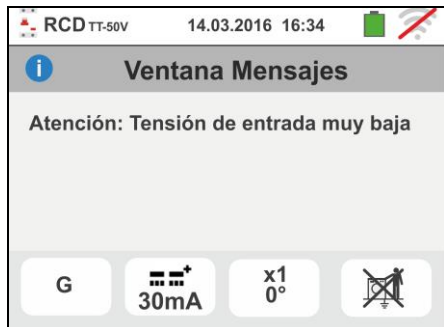 RCD TT-50V 14.03.2016 16:34
i Ventana Mensajes
Atención: Tensión de entrada muy baja
G
30mA
x1
0°